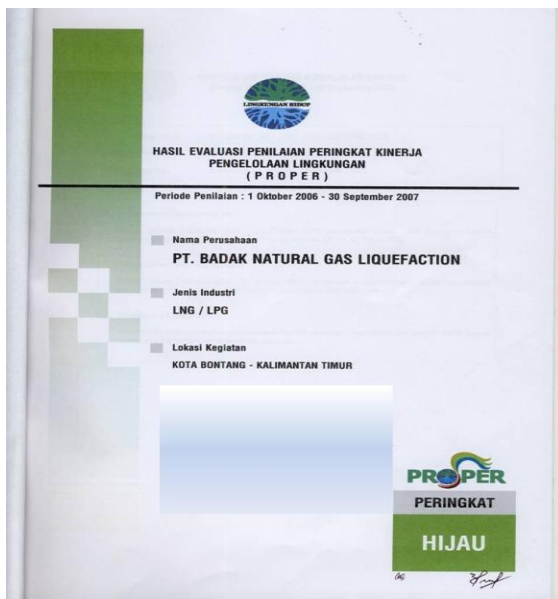 LINGKUNGAN HIDUP
HASIL EVALUASI PENILAIAN PERINGKAT KINERJA
PENGELOLAAN LINGKUNGAN
( P R O P E R )
Periode Penilaian : 1 Oktober 2006 - 30 September 2007
Nama Perusahaan
PT. BADAK NATURAL GAS LIQUEFACTION
Jenis Industri
LNG / LPG
Lokasi Kegiatan
KOTA BONTANG - KALIMANTAN TIMUR
PROPER
PERINGKAT
HIJAU